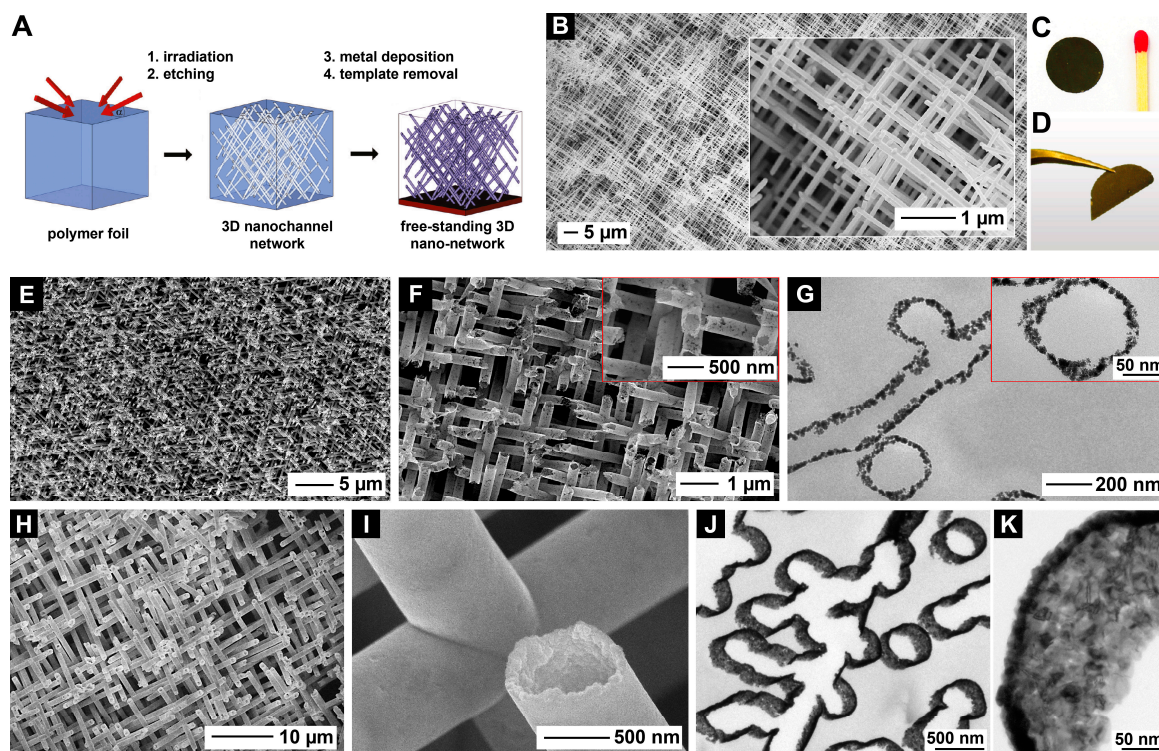 A
1. irradiation
2. etching
3. metal deposition
4. template removal
α
polymer foil
3D nanochannel
network
free-standing 3D
nano-network
B
5 µm
1 µm
C
D
E
5 µm
F
500 nm
1 µm
G
50 nm
200 nm
H
10 µm
I
500 nm
J
500 nm
K
50 nm